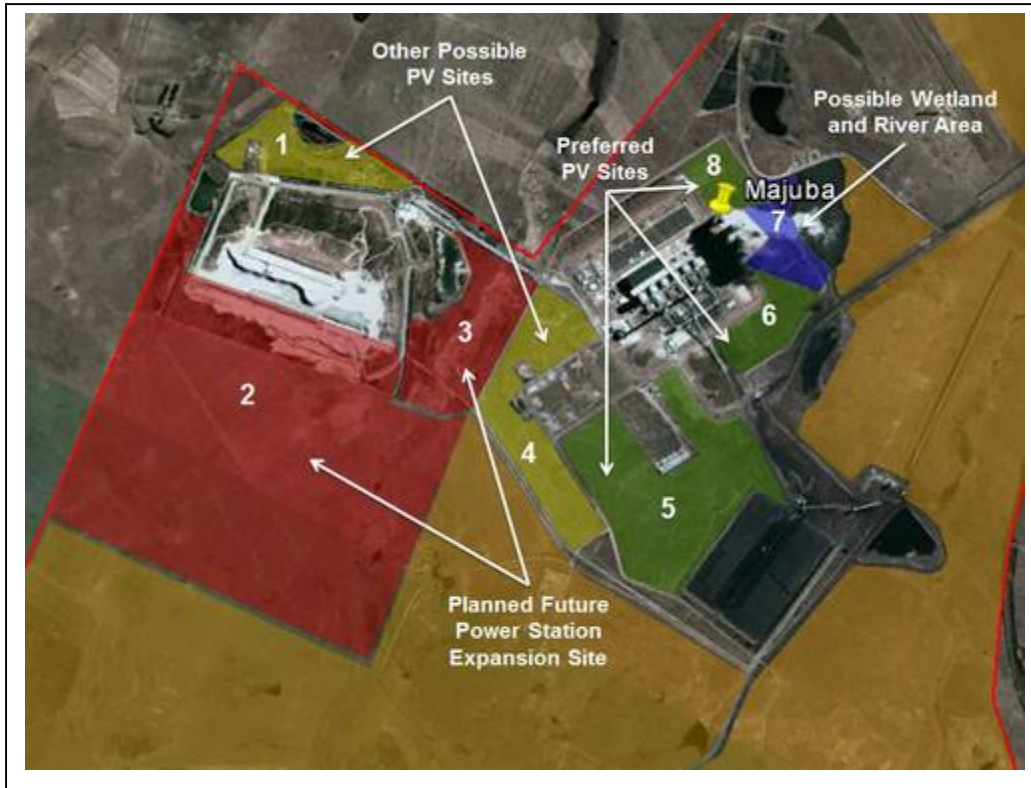 Other Possible
PV Sites
Possible Wetland
and River Area
Preferred
PV Sites
1
8
Majuba
7
3
6
2
4
5
Planned Future
Power Station
Expansion Site